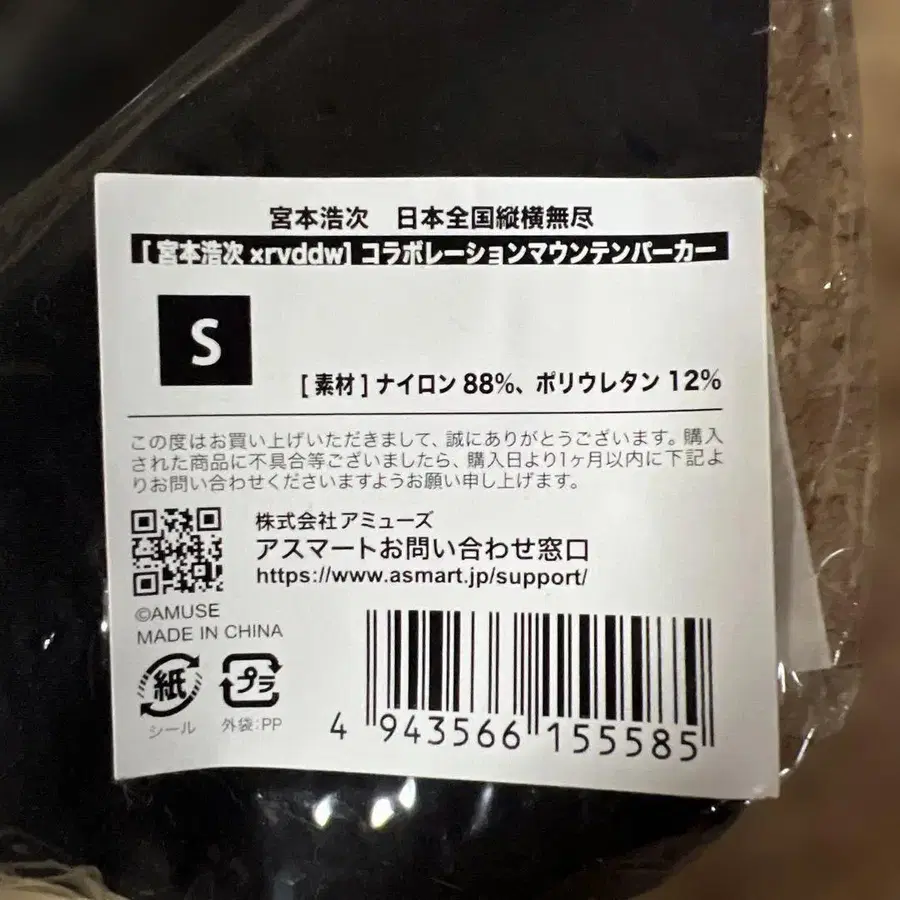 宮本浩次 日本全国縦横無尽
[ 宮本浩次 ×rvddw] コラボレーションマウンテンパーカー
S
[ 素材 ] ナイロン 88%、ポリウレタン 12%
この度はお買い上げいただきまして、誠にありがとうございます。購入
された商品に不具合等ございましたら、購入日より1ヶ月以内に下記よ
りお問い合わせくださいますようお願い申し上げます。
株式会社アミューズ
アスマートお問い合わせ窓口
https://www.asmart.jp/support/
©AMUSE
MADE IN CHINA
紙
シール
プラ
外袋:PP
4 943566 155585